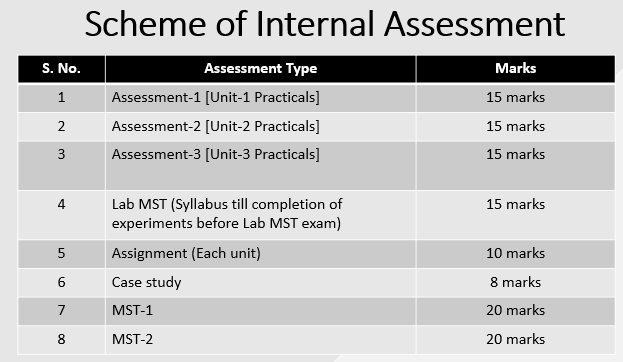 Scheme of Internal Assessment
S. No. Assessment Type Marks
1 Assessment-1 [Unit-1 Practicals] 15 marks
2 Assessment-2 [Unit-2 Practicals] 15 marks
3 Assessment-3 [Unit-3 Practicals] 15 marks
4 Lab MST (Syllabus till completion of 15 marks
experiments before Lab MST exam)
5 Assignment (Each unit) 10 marks
6 Case study 8 marks
7 MST-1 20 marks
8 MST-2 20 marks